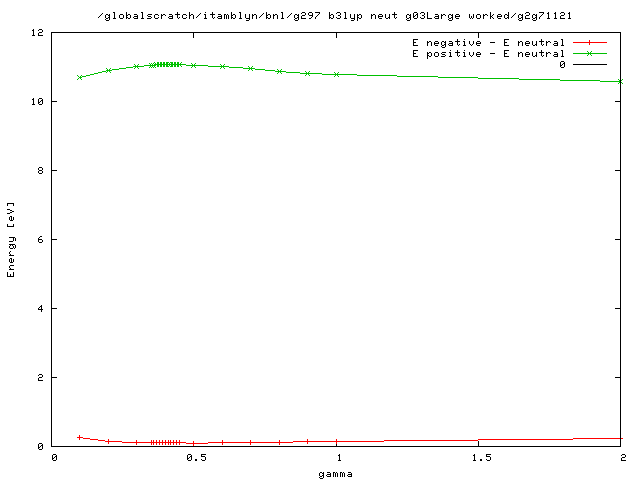 /globalscratch/itamblyn/bnl/g297 b3lyp neut g03Large worked/g2g71121
E negative - E neutral
E positive - E neutral
0
12
10
8
6
4
2
0
Energy [eV]
0 0.5 1 1.5 2
gamma